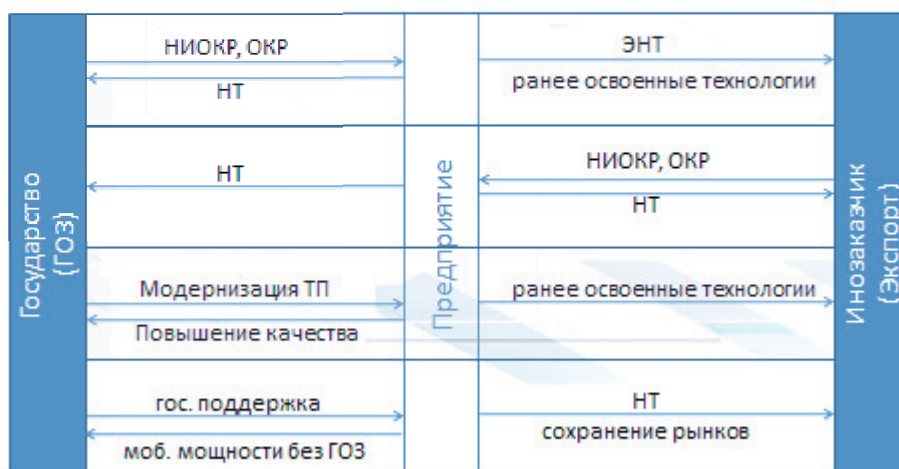 Государство
(ГОЗ)
НИОКР, ОКР
НТ
ЭНТ
ранее освоенные технологии
НТ
Предприятие
НИОКР, ОКР
НТ
Модернизация ТП
Повышение качества
ранее освоенные технологии
гос. поддержка
моб. мощности без ГОЗ
НТ
сохранение рынков
Инозаказчик
(Экспорт)